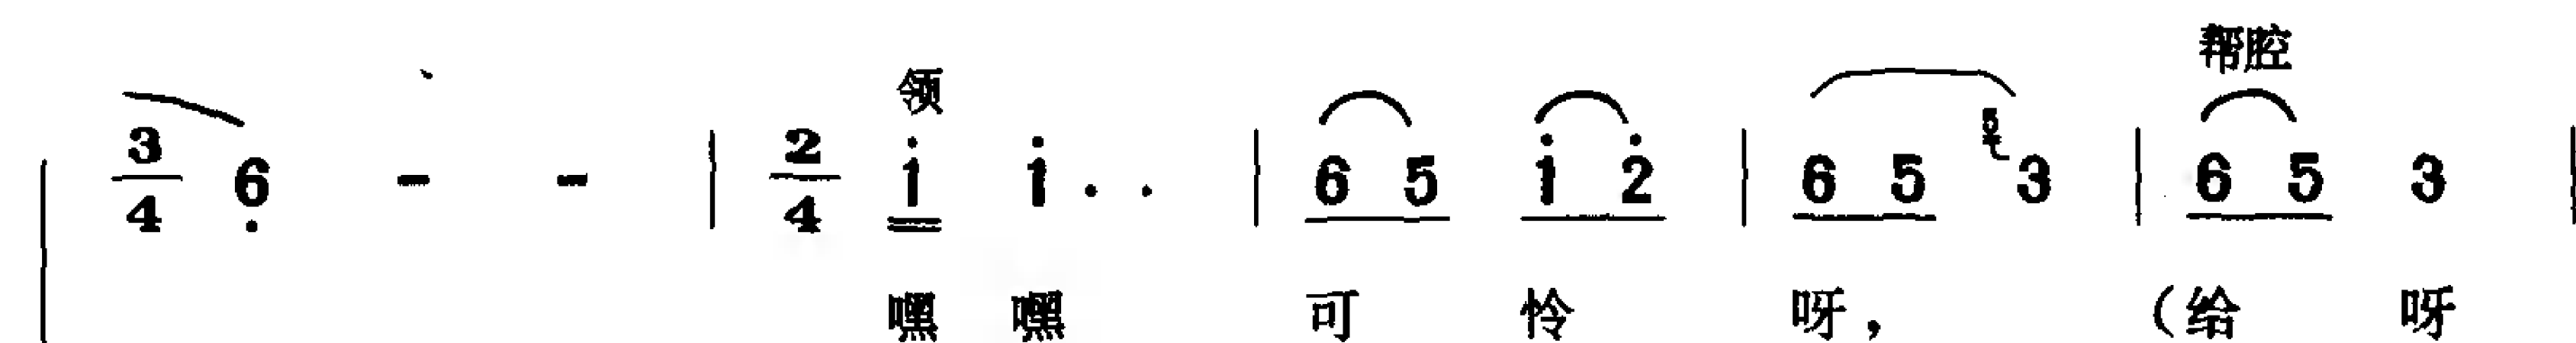 帮腔
领
3/4 6̣ - - | 2/4 i̇ i̇ . . | 6 5 i̇ 2̇ | 6 5 5 3 | 6 5 3 |
嘿 嘿 可 怜 呀， （给 呀